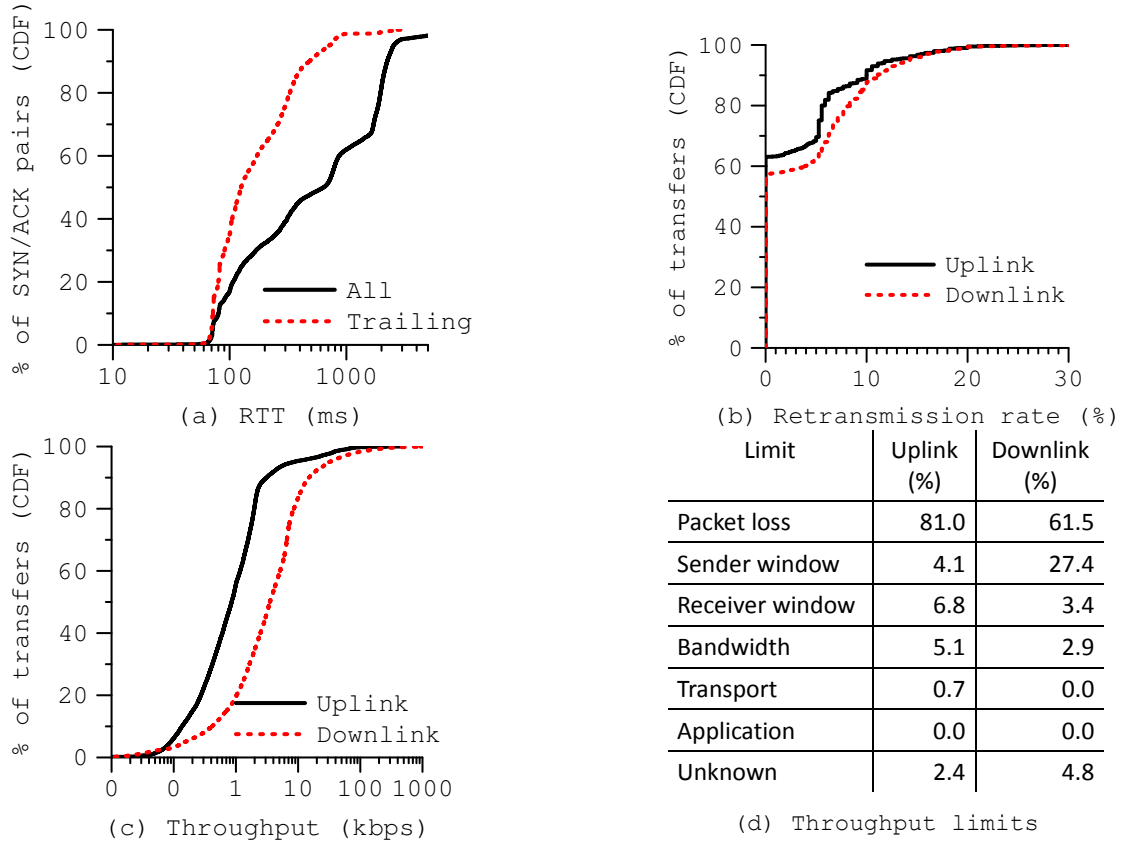 % of SYN/ACK pairs (CDF)
100
80
60
40
20
0
10 100 1000
All
Trailing
(a) RTT (ms)
% of transfers (CDF)
100
80
60
40
20
0
0 10 20 30
Uplink
Downlink
(b) Retransmission rate (%)
% of transfers (CDF)
100
80
60
40
20
0
0 0 1 10 100 1000
Uplink
Downlink
(c) Throughput (kbps)
Limit Uplink (%) Downlink (%)
Packet loss 81.0 61.5
Sender window 4.1 27.4
Receiver window 6.8 3.4
Bandwidth 5.1 2.9
Transport 0.7 0.0
Application 0.0 0.0
Unknown 2.4 4.8
(d) Throughput limits